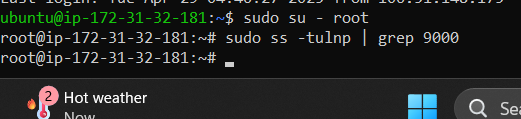 ubuntu@ip-172-31-32-181:~$ sudo su - root
root@ip-172-31-32-181:~# sudo ss -tulnp | grep 9000
root@ip-172-31-32-181:~#
2
Hot weather
Now
Sea